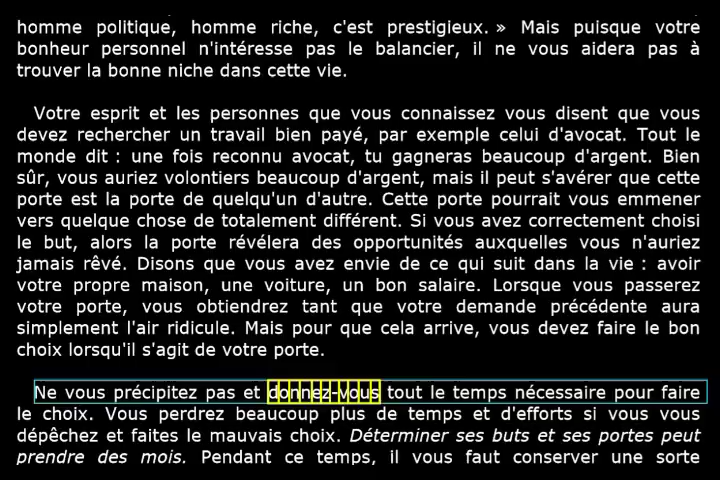 homme politique, homme riche, c'est prestigieux. » Mais puisque votre
bonheur personnel n'intéresse pas le balancier, il ne vous aidera pas à
trouver la bonne niche dans cette vie.
Votre esprit et les personnes que vous connaissez vous disent que vous
devez rechercher un travail bien payé, par exemple celui d'avocat. Tout le
monde dit : une fois reconnu avocat, tu gagneras beaucoup d'argent. Bien
sûr, vous auriez volontiers beaucoup d'argent, mais il peut s'avérer que cette
porte est la porte de quelqu'un d'autre. Cette porte pourrait vous emmener
vers quelque chose de totalement différent. Si vous avez correctement choisi
le but, alors la porte révélera des opportunités auxquelles vous n'auriez
jamais rêvé. Disons que vous avez envie de ce qui suit dans la vie : avoir
votre propre maison, une voiture, un bon salaire. Lorsque vous passerez
votre porte, vous obtiendrez tant que votre demande précédente aura
simplement l'air ridicule. Mais pour que cela arrive, vous devez faire le bon
choix lorsqu'il s'agit de votre porte.
Ne vous précipitez pas et donnez-vous tout le temps nécessaire pour faire
le choix. Vous perdrez beaucoup plus de temps et d'efforts si vous vous
dépêchez et faites le mauvais choix. Déterminer ses buts et ses portes peut
prendre des mois. Pendant ce temps, il vous faut conserver une sorte